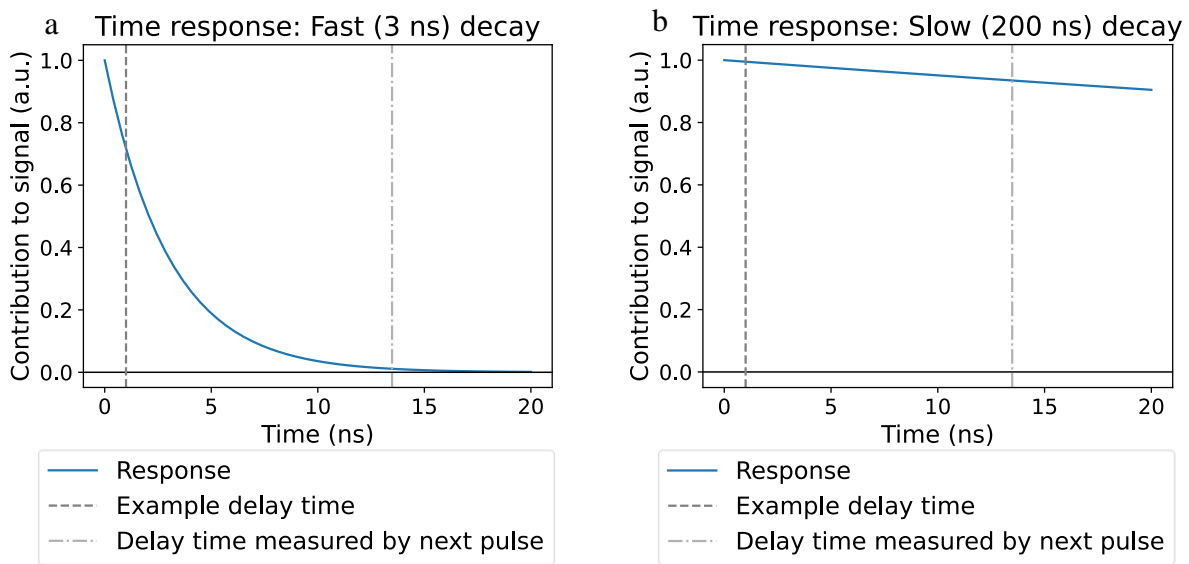 a
Time response: Fast (3 ns) decay
Contribution to signal (a.u.)
1.0
0.8
0.6
0.4
0.2
0.0
0 5 10 15 20
Time (ns)
Response
Example delay time
Delay time measured by next pulse
b
Time response: Slow (200 ns) decay
Contribution to signal (a.u.)
1.0
0.8
0.6
0.4
0.2
0.0
0 5 10 15 20
Time (ns)
Response
Example delay time
Delay time measured by next pulse